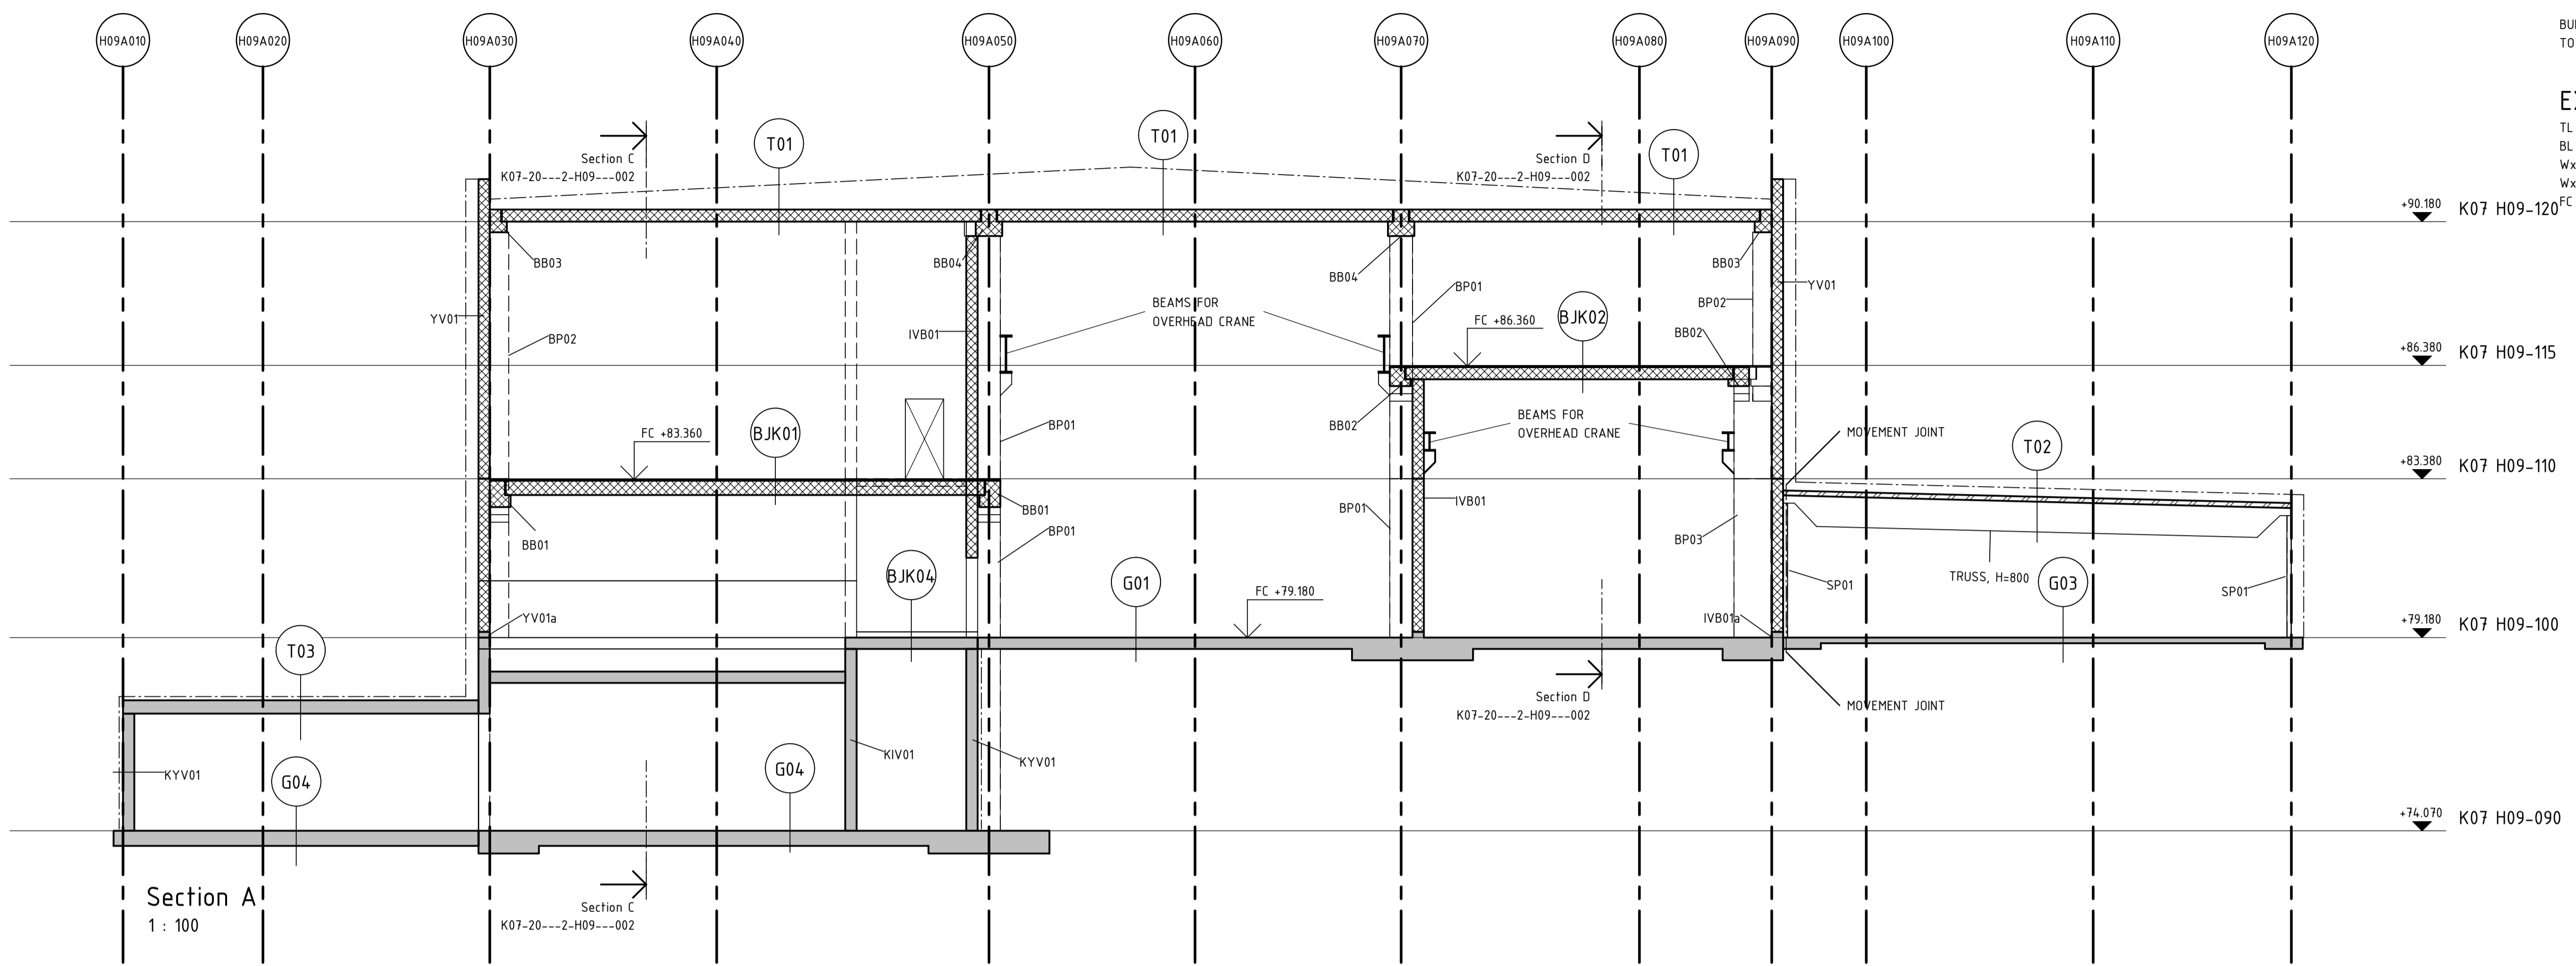 H09A010
H09A020
H09A030
H09A040
H09A050
H09A060
H09A070
H09A080
H09A090
H09A100
H09A110
H09A120
TO
TL
BL
Wx
Wx
FC
Section C
K07-20---2-H09---002
T01
T01
Section D
K07-20---2-H09---002
T01
+90.180
K07 H09-120
BB03
BB04
BB04
BB03
YV01
BP02
IVB01
BEAMS FOR
OVERHEAD CRANE
BP01
BP02
YV01
FC +86.360
BJK02
BB02
+86.380
K07 H09-115
FC +83.360
BJK01
BP01
BB02
BEAMS FOR
OVERHEAD CRANE
MOVEMENT JOINT
T02
+83.380
K07 H09-110
BB01
BB01
BP01
BP01
IVB01
BP03
BJK04
G01
FC +79.180
TRUSS, H=800
G03
SP01
SP01
YV01a
IVB01a
+79.180
K07 H09-100
T03
Section D
K07-20---2-H09---002
MOVEMENT JOINT
KYV01
G04
G04
KIV01
KYV01
+74.070
K07 H09-090
Section A
1 : 100
Section C
K07-20---2-H09---002